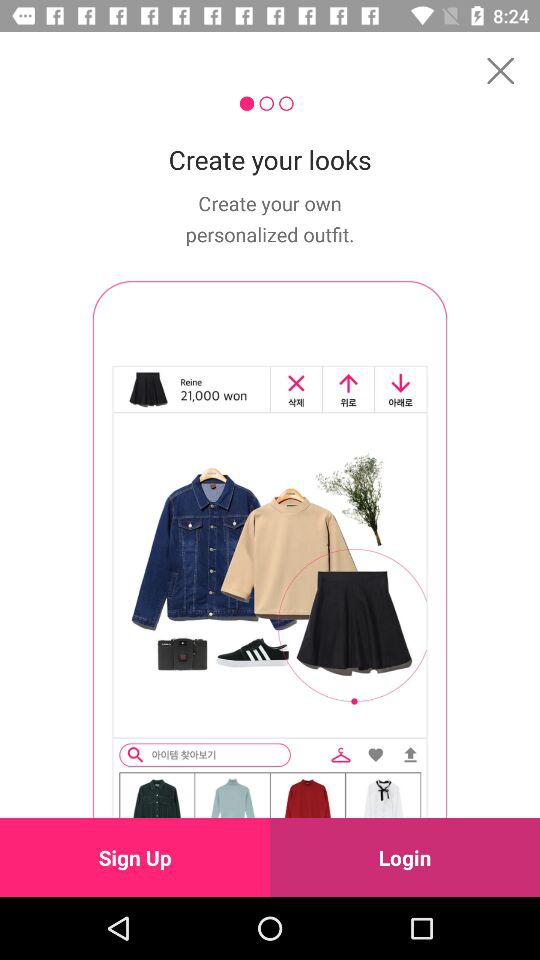 8:24
Create your looks
Create your own
personalized outfit.
Reine
21,000 won
삭제 위로 아래로
아이템 찾아보기
Sign Up Login